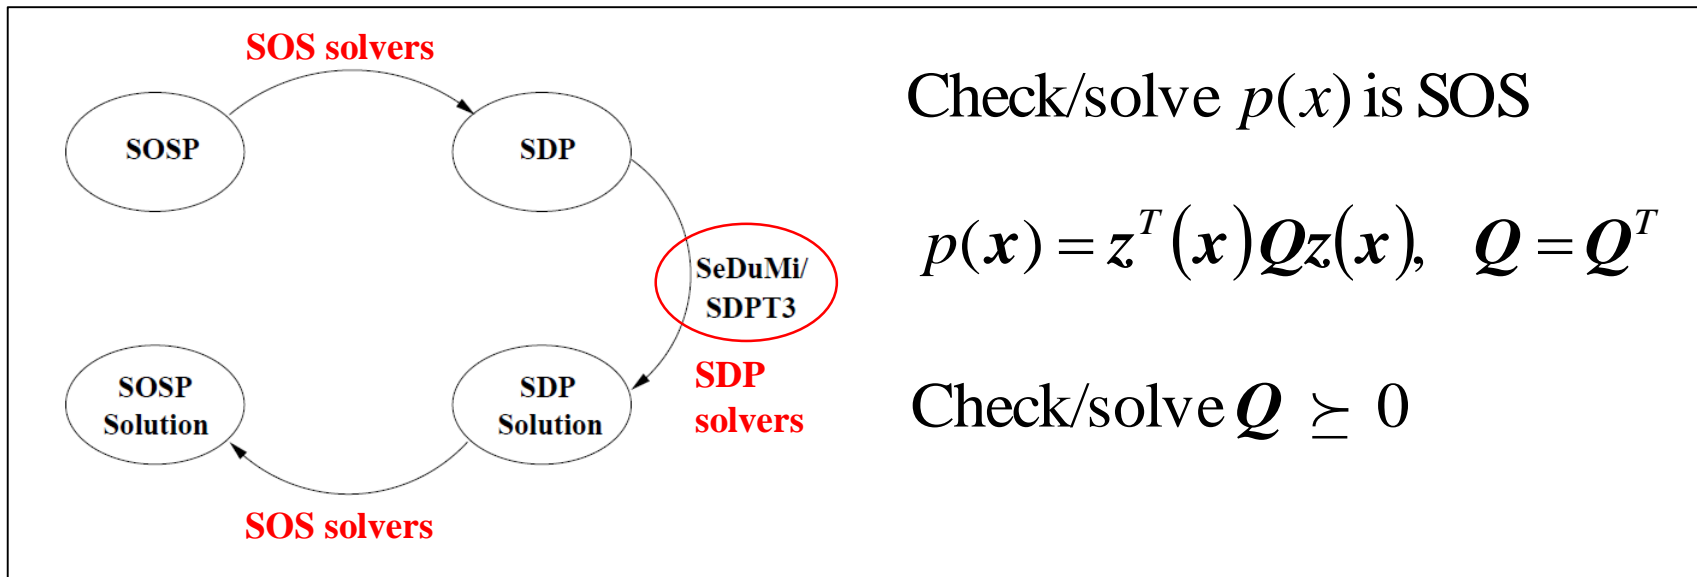 SOS solvers
SOSP
SDP
SeDuMi/
SDPT3
SDP
solvers
SOSP
Solution
SDP
Solution
SOS solvers
Check/solve p(x) is SOS
p(x) = z^T(x)Qz(x), Q = Q^T
Check/solve Q ⪰ 0